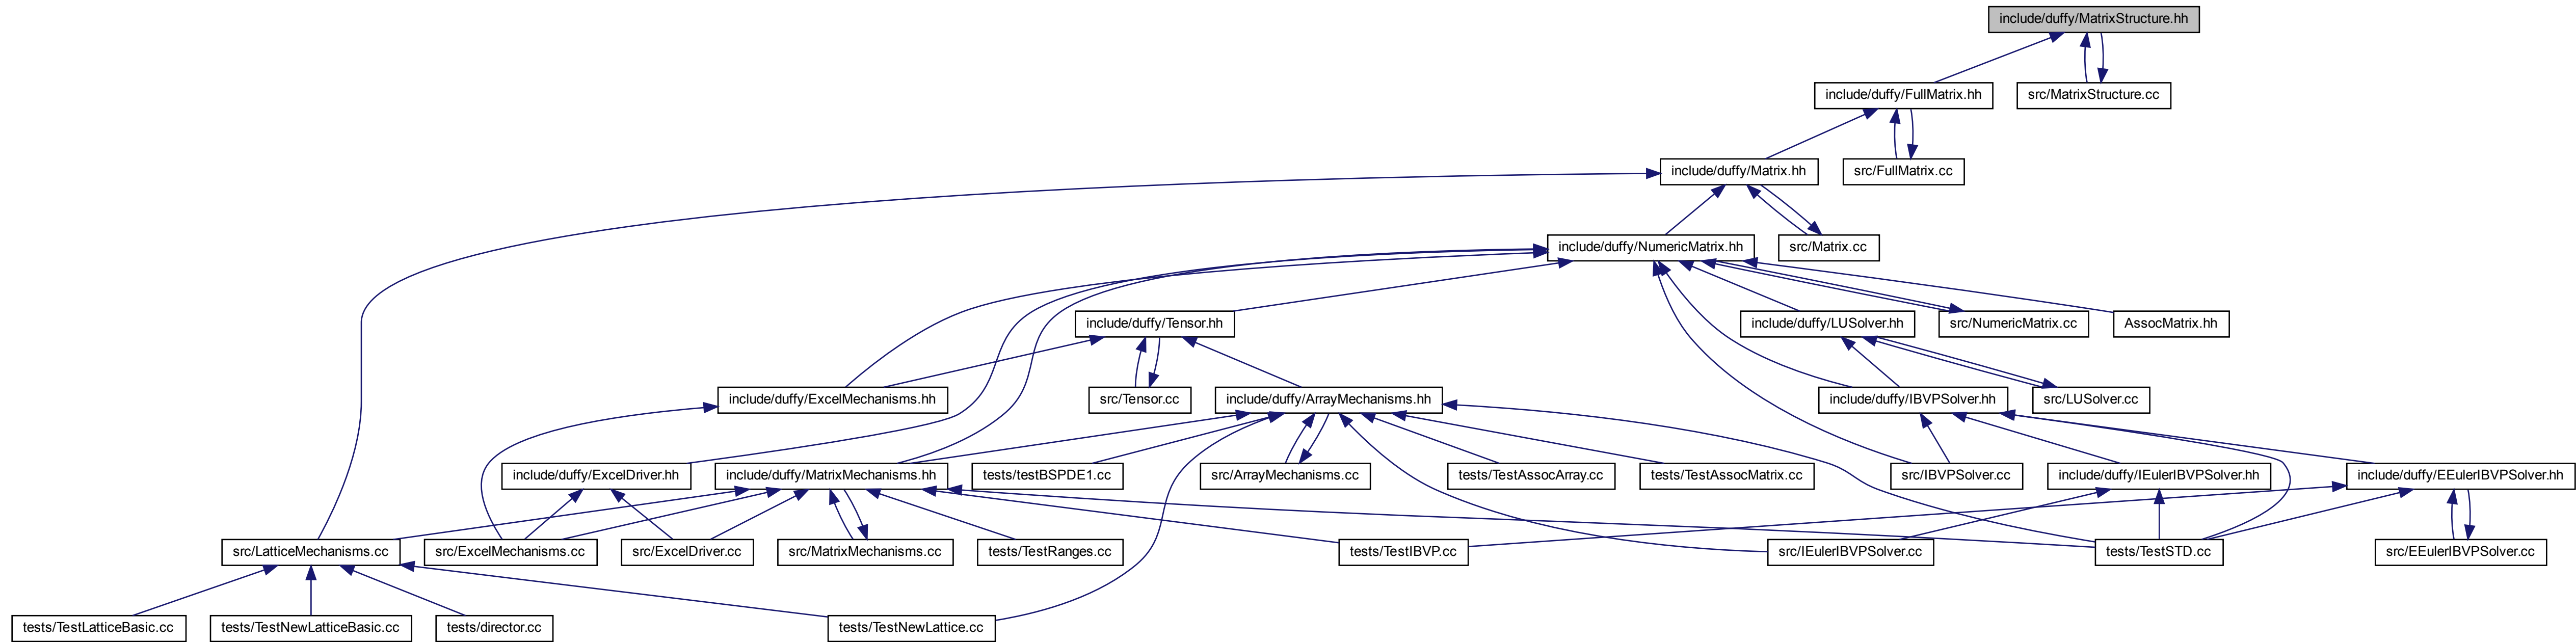 include/duffy/MatrixStructure.hh
include/duffy/FullMatrix.hh
src/MatrixStructure.cc
include/duffy/Matrix.hh
src/FullMatrix.cc
include/duffy/NumericMatrix.hh
src/Matrix.cc
include/duffy/Tensor.hh
include/duffy/LUSolver.hh
src/NumericMatrix.cc
AssocMatrix.hh
include/duffy/ExcelMechanisms.hh
src/Tensor.cc
include/duffy/ArrayMechanisms.hh
include/duffy/IBVPSolver.hh
src/LUSolver.cc
include/duffy/ExcelDriver.hh
include/duffy/MatrixMechanisms.hh
tests/testBSPDE1.cc
src/ArrayMechanisms.cc
tests/TestAssocArray.cc
tests/TestAssocMatrix.cc
src/IBVPSolver.cc
include/duffy/IEulerIBVPSolver.hh
include/duffy/EEulerIBVPSolver.hh
src/LatticeMechanisms.cc
src/ExcelMechanisms.cc
src/ExcelDriver.cc
src/MatrixMechanisms.cc
tests/TestRanges.cc
tests/TestIBVP.cc
src/IEulerIBVPSolver.cc
tests/TestSTD.cc
src/EEulerIBVPSolver.cc
tests/TestLatticeBasic.cc
tests/TestNewLatticeBasic.cc
tests/director.cc
tests/TestNewLattice.cc